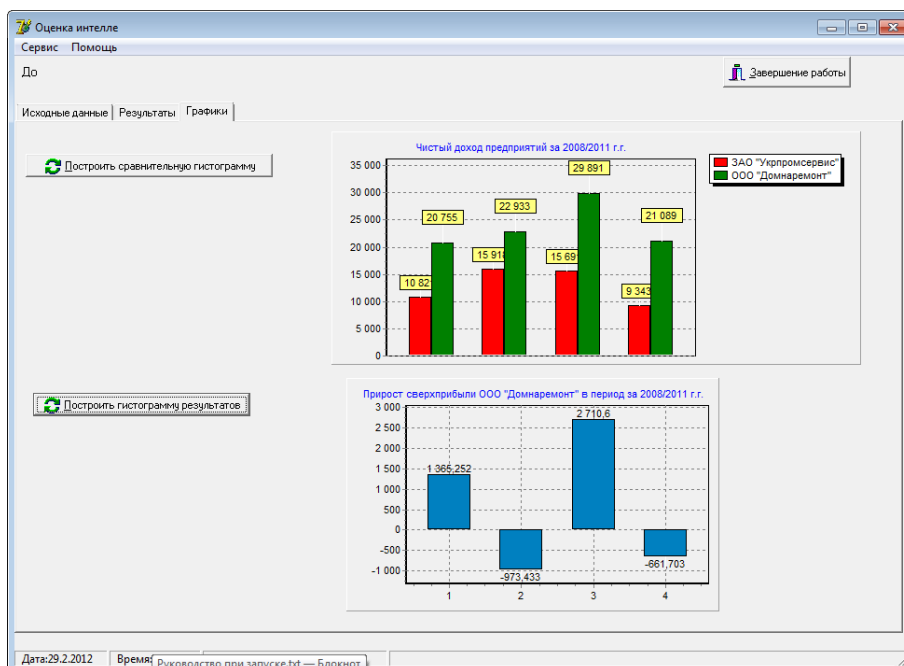 Оценка интелле
Сервис Помощь
До
Завершение работы
Исходные данные Результаты Графики
Построить сравнительную гистограмму
Чистый доход предприятий за 2008/2011 г.г.
ЗАО "Укрпромсервис"
ООО "Домнаремонт"
35 000
30 000
25 000
20 000
15 000
10 000
5 000
0
10 82
20 755
15 918
22 933
15 69
29 891
9 343
21 089
Построить гистограмму результатов
Прирост сверхприбыли ООО "Домнаремонт" в период за 2008/2011 г.г.
3 000
2 500
2 000
1 500
1 000
500
0
-500
-1 000
1 365,252
-973,433
2 710,6
-661,703
1 2 3 4
Дата:29.2.2012 Время:
Руководство при запуске.txt — Блокнот